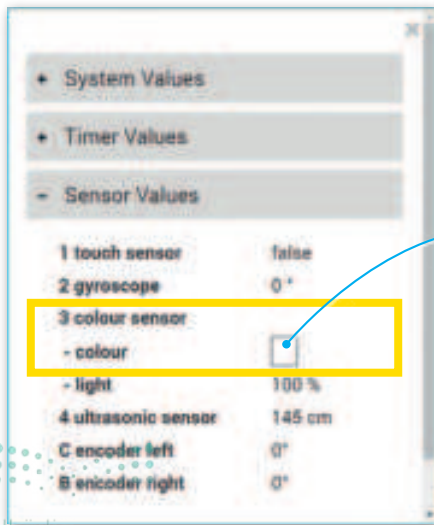 ×
+ System Values
+ Timer Values
- Sensor Values
1 touch sensor false
2 gyroscope 0°
3 colour sensor
- colour
- light 100 %
4 ultrasonic sensor 145 cm
C encoder left 0°
B encoder right 0°